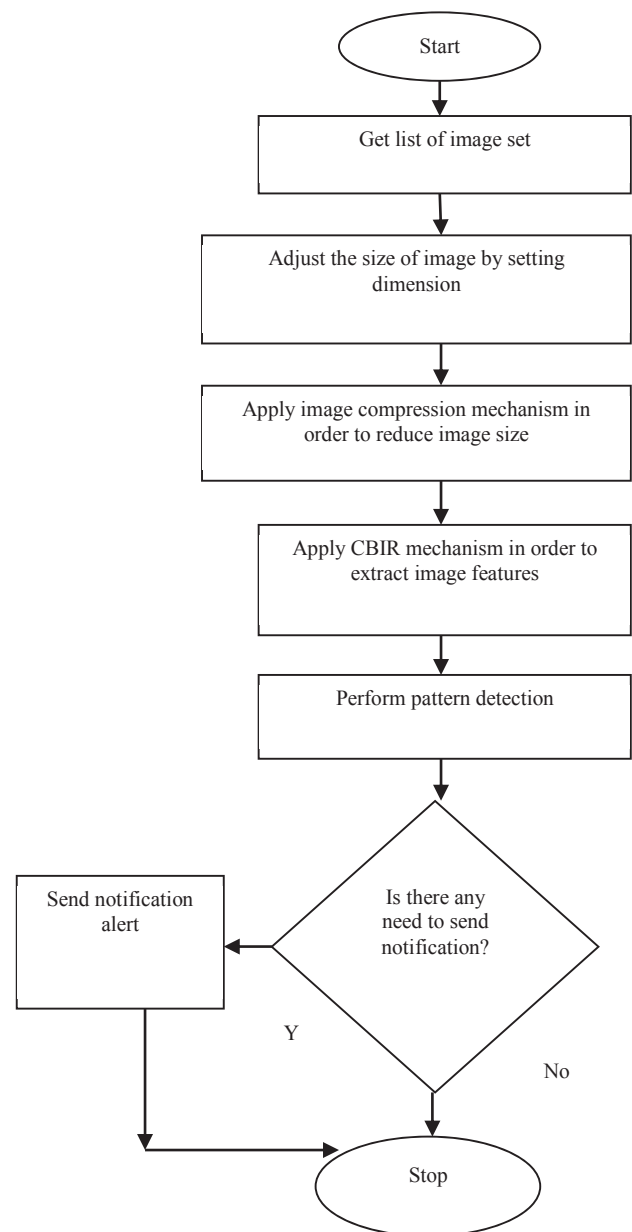 Start
Get list of image set
Adjust the size of image by setting
dimension
Apply image compression mechanism in
order to reduce image size
Apply CBIR mechanism in order to
extract image features
Perform pattern detection
Is there any
need to send
notification?
Send notification
alert
Y
No
Stop